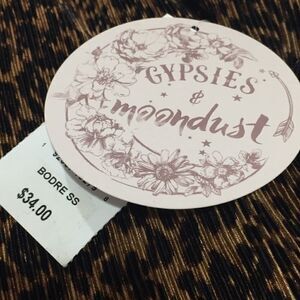 GYPSIES
&
moondust
BODRE SS
$34.00